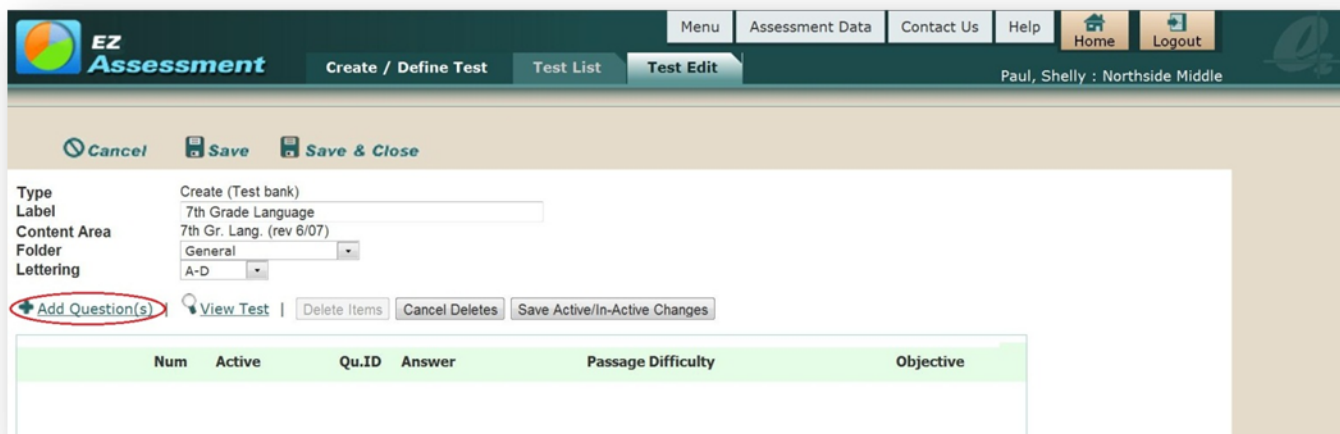 Menu Assessment Data Contact Us Help Home Logout
EZ
Assessment
Create / Define Test Test List Test Edit
Paul, Shelly : Northside Middle
Cancel Save Save & Close
Type Create (Test bank)
Label 7th Grade Language
Content Area 7th Gr. Lang. (rev 6/07)
Folder General
Lettering A-D
Add Question(s) | View Test | Delete Items Cancel Deletes Save Active/In-Active Changes
Num Active Qu.ID Answer Passage Difficulty Objective